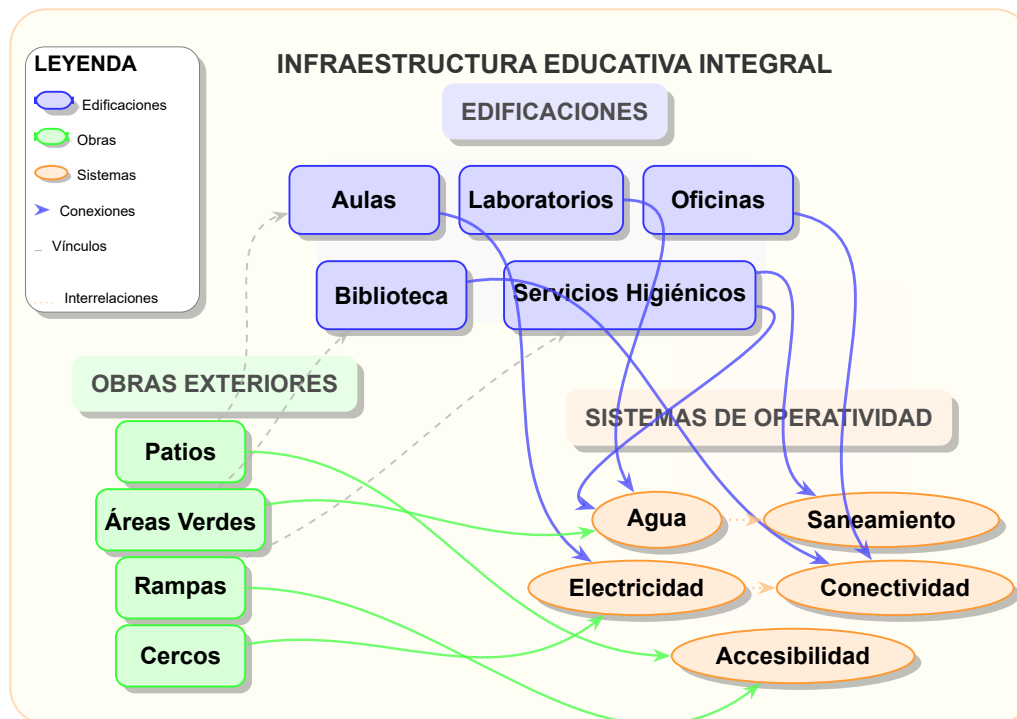 INFRAESTRUCTURA EDUCATIVA INTEGRAL
LEYENDA
Edificaciones
Obras
Sistemas
Conexiones
Vínculos
Interrelaciones
EDIFICACIONES
Aulas
Laboratorios
Oficinas
Biblioteca
Servicios Higiénicos
OBRAS EXTERIORES
Patios
Áreas Verdes
Rampas
Cercos
SISTEMAS DE OPERATIVIDAD
Agua
Saneamiento
Electricidad
Conectividad
Accesibilidad